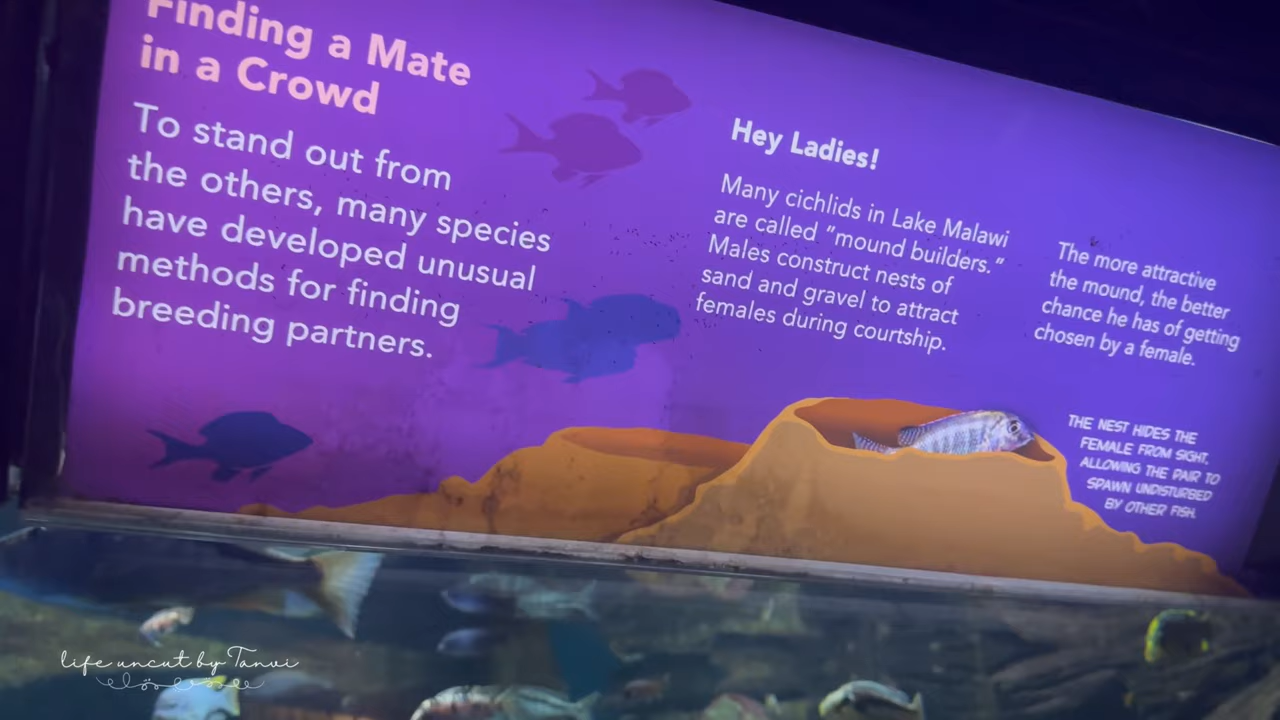 Finding a Mate
in a Crowd
To stand out from
the others, many species
have developed unusual
methods for finding
breeding partners.
Hey Ladies!
Many cichlids in Lake Malawi
are called "mound builders."
Males construct nests of
sand and gravel to attract
females during courtship.
The more attractive
the mound, the better
chance he has of getting
chosen by a female.
THE NEST HIDES THE
FEMALE FROM SIGHT,
ALLOWING THE PAIR TO
SPAWN UNDISTURBED
BY OTHER FISH.
life uncut by Tanvi